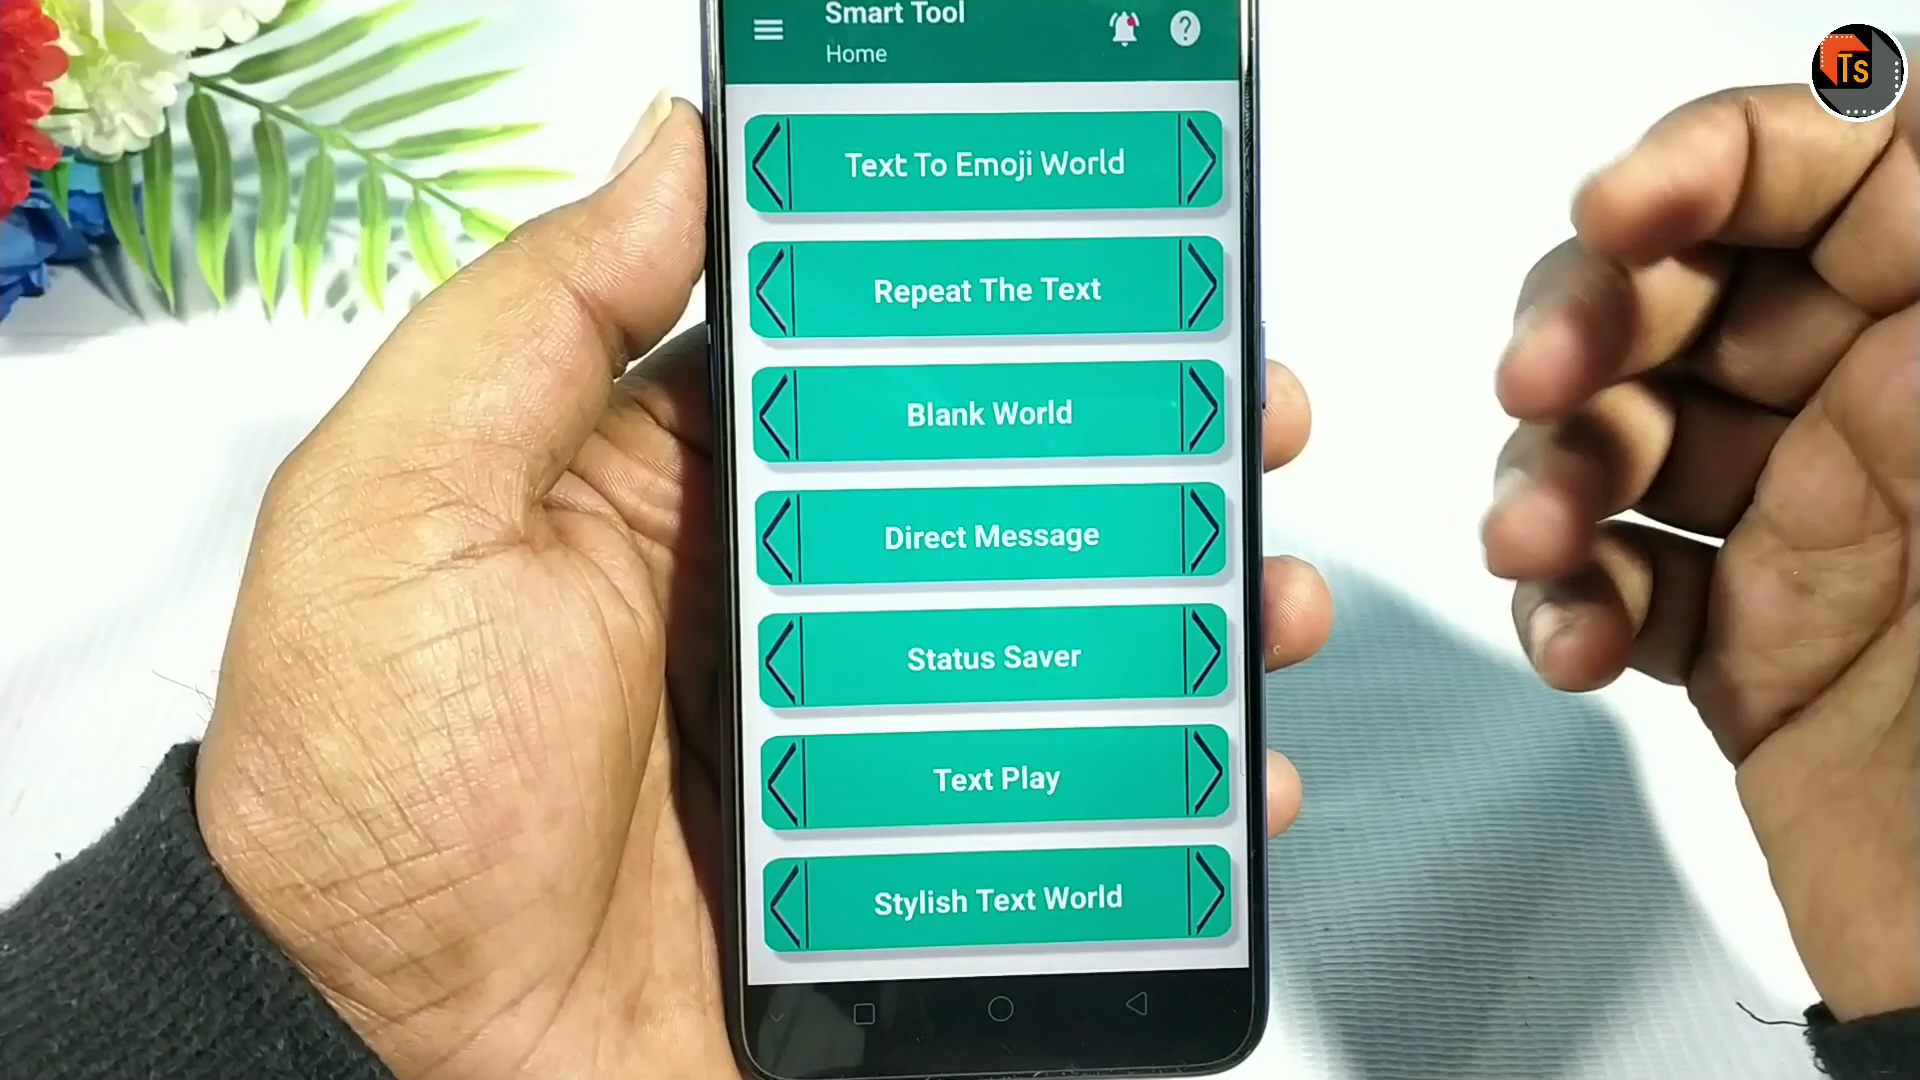 Smart Tool
Home
Text To Emoji World
Repeat The Text
Blank World
Direct Message
Status Saver
Text Play
Stylish Text World
Ts